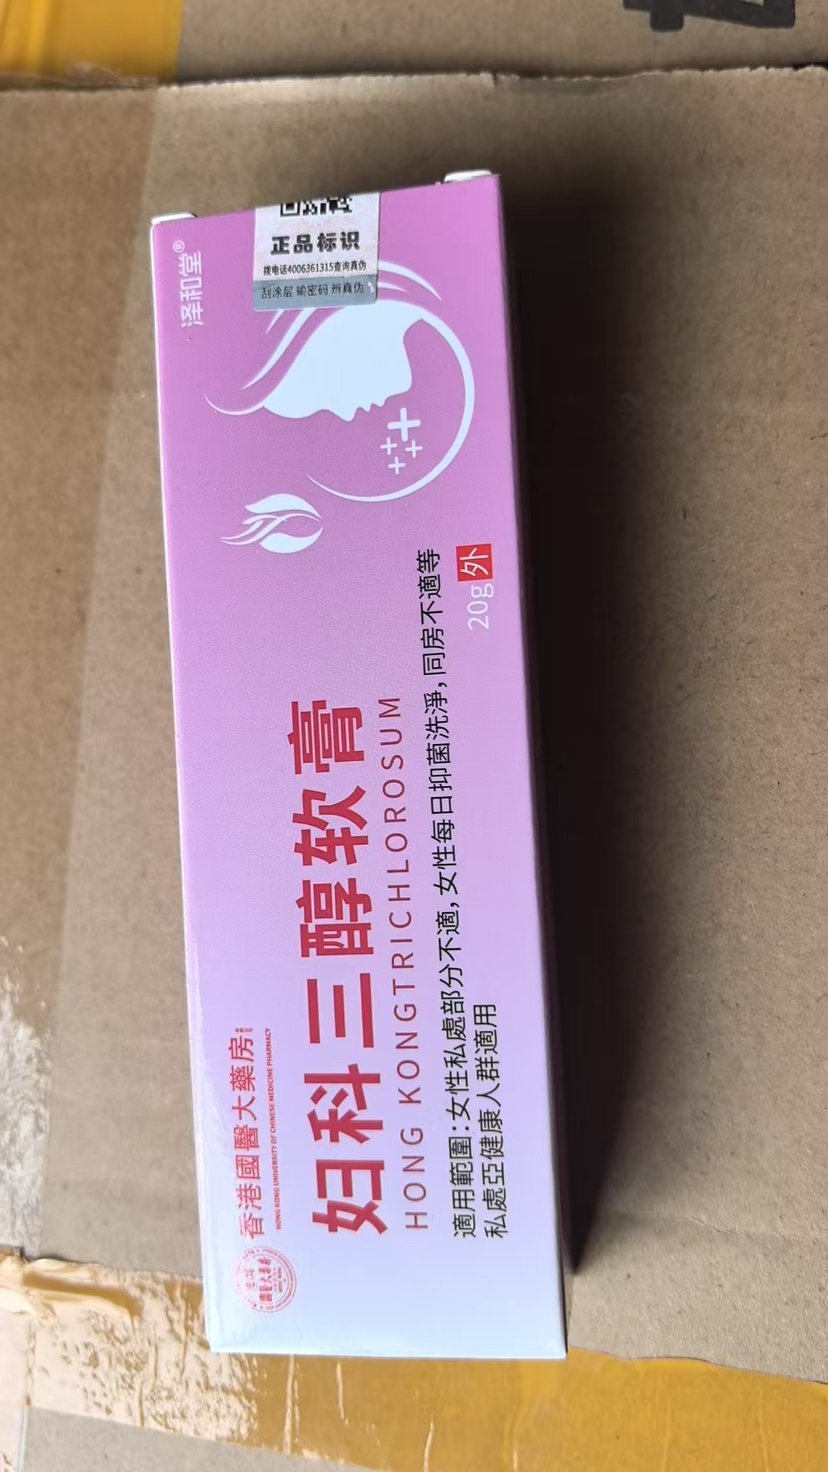 正品标识
拨电话4006361315查询真伪
刮涂层 输密码 辨真伪
泽和堂®
香港國醫大藥房
HONG KONG UNIVERSITY OF CHINESE MEDICINE PHARMACY
妇科三醇软膏
HONG KONGTRICHLOROSUM
適用範圍：女性私處部分不適，女性每日抑菌洗淨，同房不適等
私處亞健康人群適用
20g 外